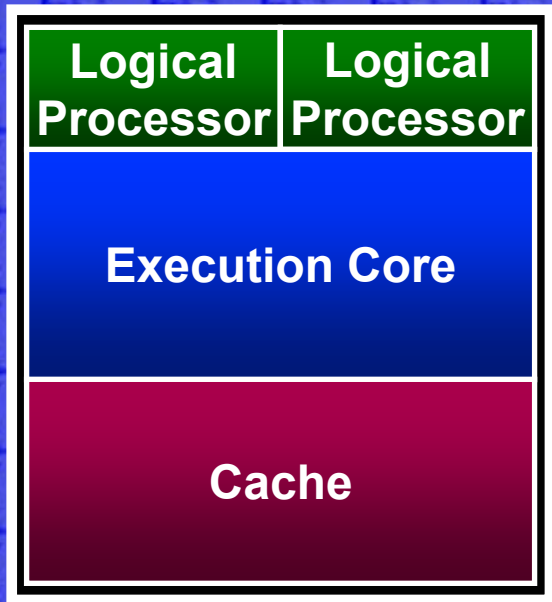 Logical
Processor
Logical
Processor
Execution Core
Cache